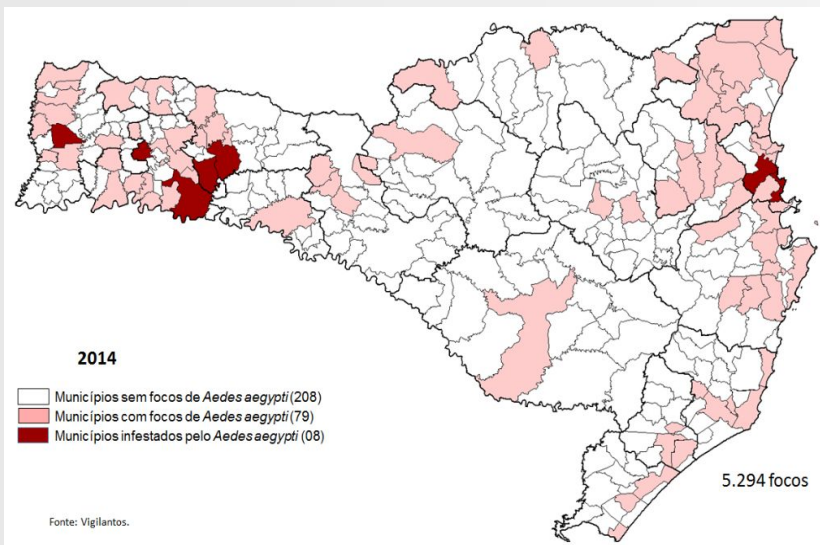 2014
Municípios sem focos de Aedes aegypti (208)
Municípios com focos de Aedes aegypti (79)
Municípios infestados pelo Aedes aegypti (08)
5.294 focos
Fonte: Vigilantos.